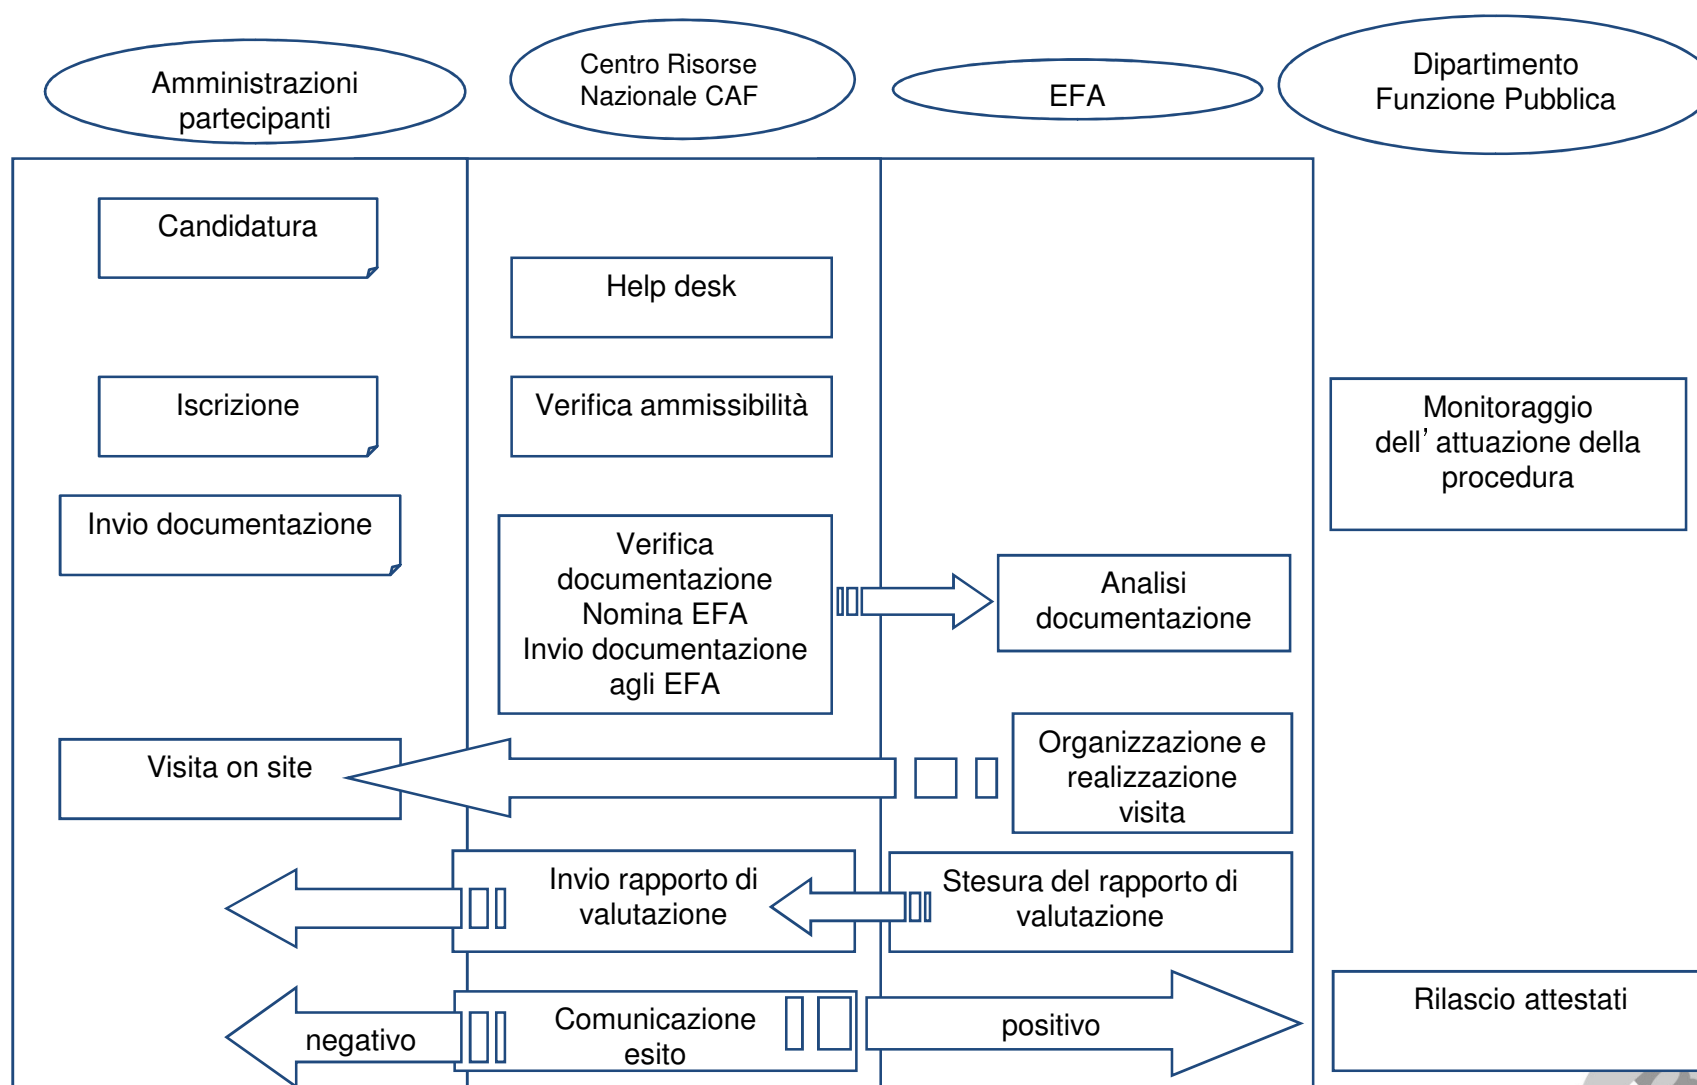 Amministrazioni
partecipanti
Centro Risorse
Nazionale CAF
EFA
Dipartimento
Funzione Pubblica
Candidatura
Help desk
Iscrizione
Verifica ammissibilità
Monitoraggio
dell’attuazione della
procedura
Invio documentazione
Verifica
documentazione
Nomina EFA
Invio documentazione
agli EFA
Analisi
documentazione
Visita on site
Organizzazione e
realizzazione
visita
Invio rapporto di
valutazione
Stesura del rapporto di
valutazione
negativo
Comunicazione
esito
positivo
Rilascio attestati